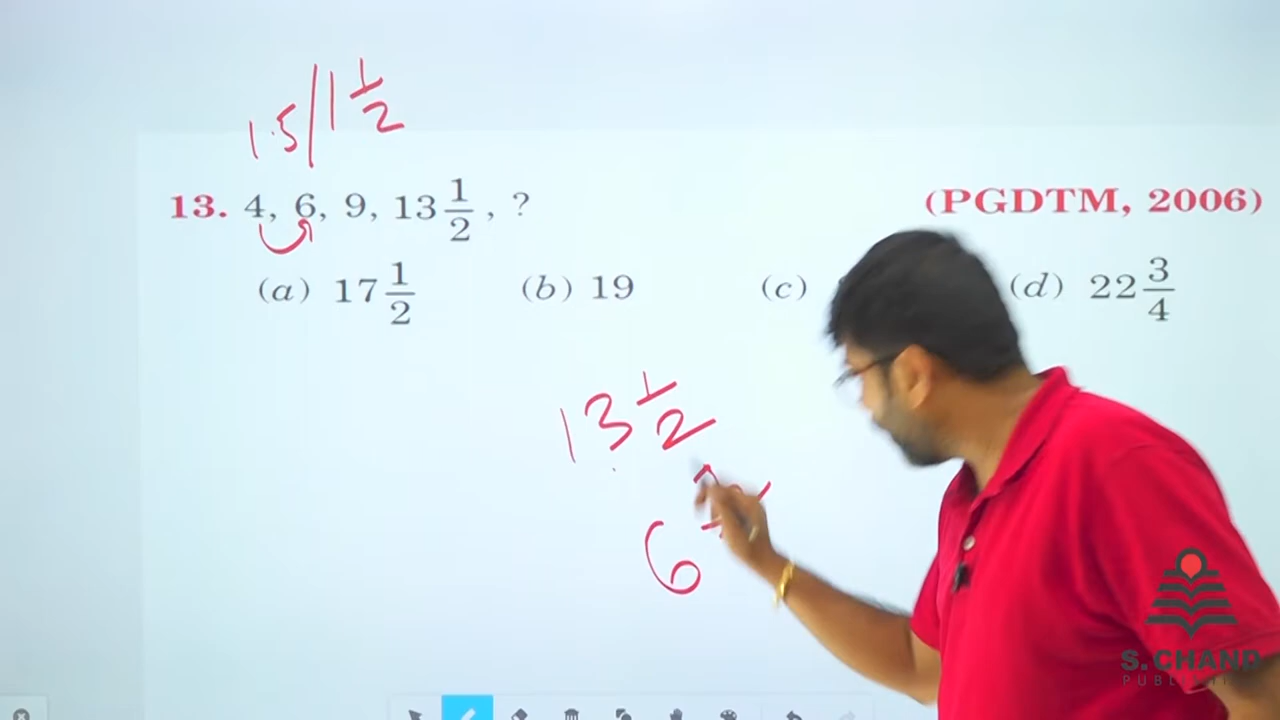 1.5/1 1/2
13. 4, 6, 9, 13 1/2, ? (PGDTM, 2006)
(a) 17 1/2 (b) 19 (c) (d) 22 3/4
13 1/2
6
S. CHAND